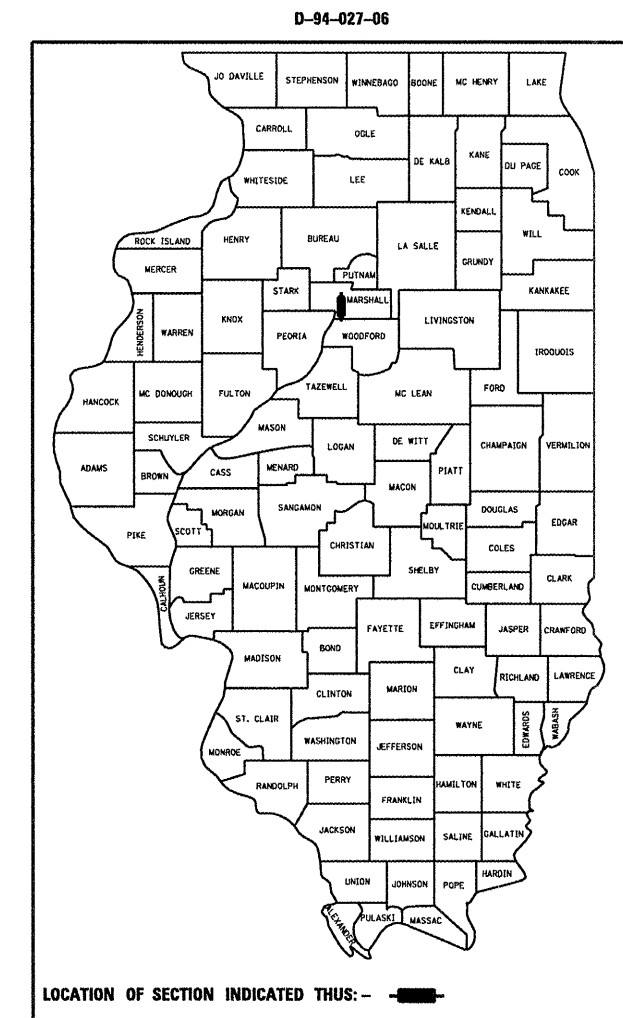 D-94-027-06
JO DAVILLE
STEPHENSON
WINNEBAGO
BOONE
MC HENRY
LAKE
CARROLL
OGLE
DE KALB
KANE
DU PAGE
COOK
WHITESIDE
LEE
KENDALL
WILL
ROCK ISLAND
HENRY
BUREAU
LA SALLE
GRUNDY
MERCER
PUTNAM
KANKAKEE
STARK
MARSHALL
HENDERSON
WARREN
KNOX
PEORIA
WOODFORD
LIVINGSTON
IROQUOIS
HANCOCK
MC DONOUGH
FULTON
TAZEWELL
MC LEAN
FORD
SCHUYLER
MASON
LOGAN
DE WITT
CHAMPAIGN
VERMILION
ADAMS
BROWN
CASS
MENARD
MACON
PIATT
PIKE
SCOTT
MORGAN
SANGAMON
CHRISTIAN
MOULTRIE
DOUGLAS
EDGAR
COLES
CALHOUN
GREENE
MACOUPIN
MONTGOMERY
SHELBY
CUMBERLAND
CLARK
JERSEY
FAYETTE
EFFINGHAM
JASPER
CRAWFORD
MADISON
BOND
CLAY
RICHLAND
LAWRENCE
CLINTON
MARION
ST. CLAIR
WAYNE
EDWARDS
WABASH
MONROE
WASHINGTON
JEFFERSON
RANDOLPH
PERRY
HAMILTON
WHITE
FRANKLIN
JACKSON
WILLIAMSON
SALINE
GALLATIN
UNION
JOHNSON
POPE
HARDIN
ALEXANDER
PULASKI
MASSAC
LOCATION OF SECTION INDICATED THUS: -